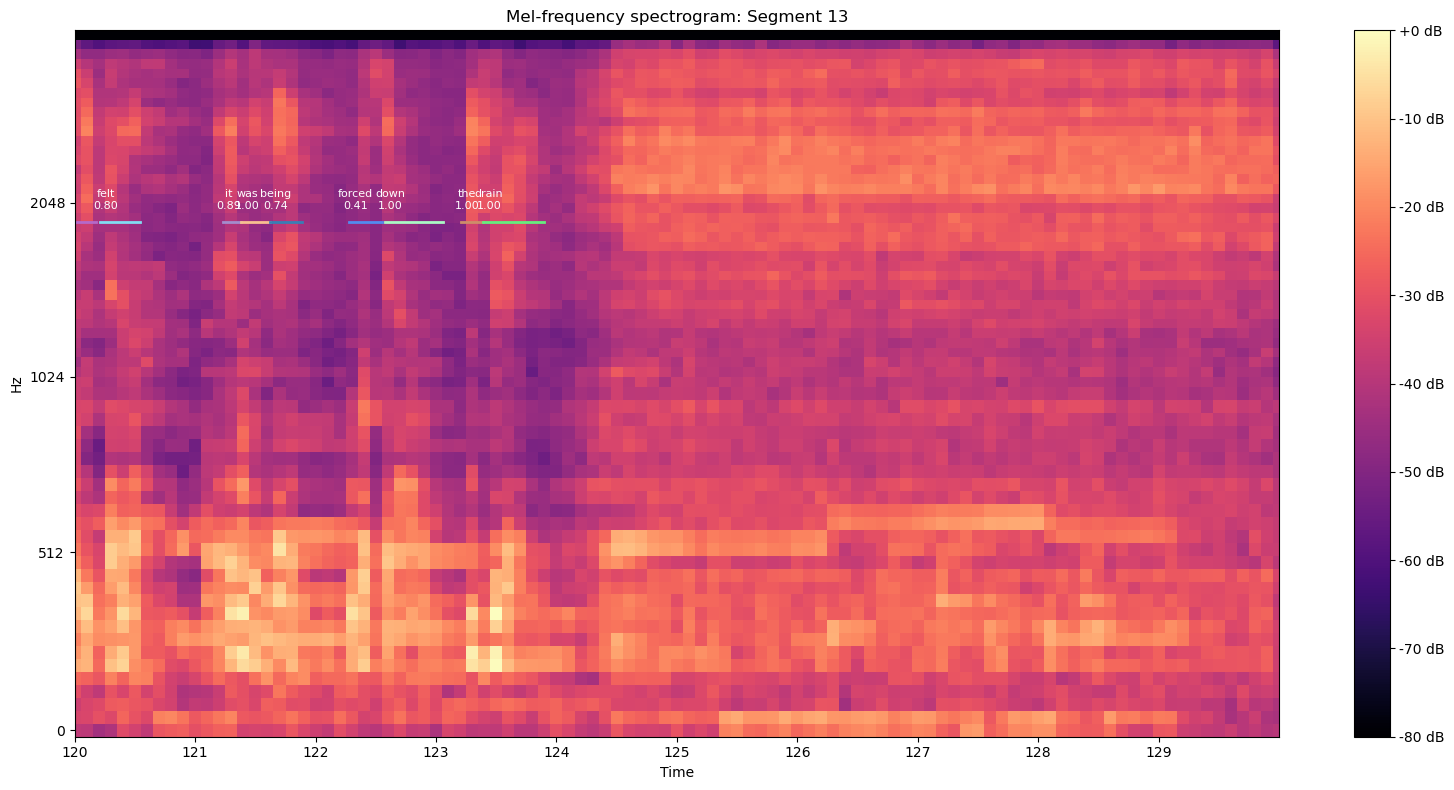 Mel-frequency spectrogram: Segment 13
felt it was being forced down the drain
0.80 0.89 1.00 0.74 0.41 1.00 1.00 1.00
Hz
2048
1024
512
0
120 121 122 123 124 125 126 127 128 129
Time
+0 dB
-10 dB
-20 dB
-30 dB
-40 dB
-50 dB
-60 dB
-70 dB
-80 dB